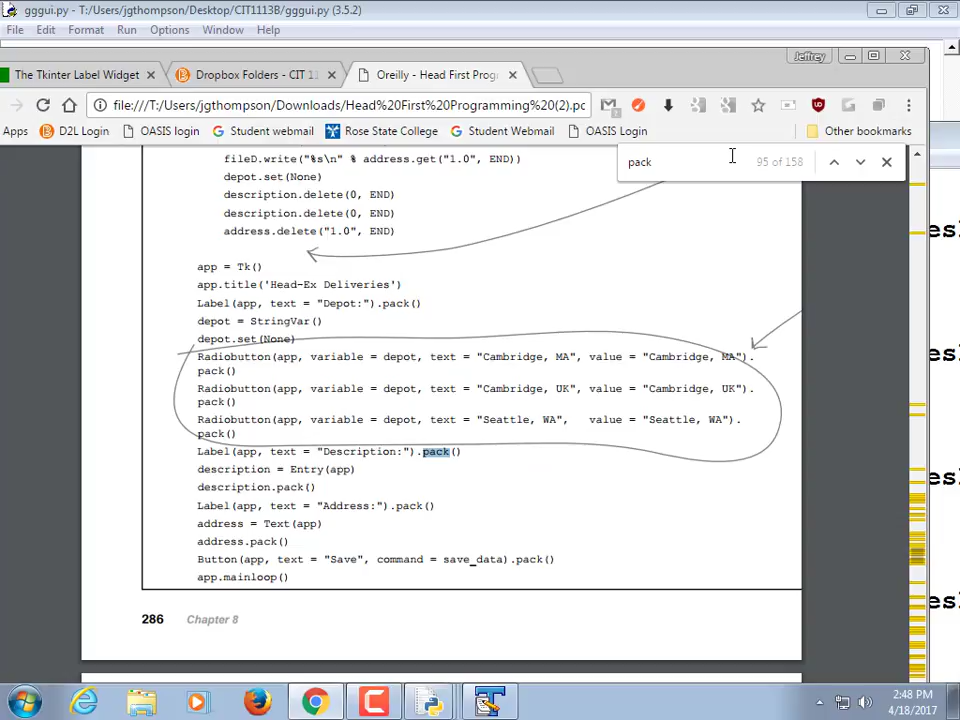 gggui.py - T:/Users/jgthompson/Desktop/CIT1113B/gggui.py (3.5.2)
File Edit Format Run Options Window Help
Jeffrey
The Tkinter Label Widget
Dropbox Folders - CIT 11
Oreilly - Head First Prog
file:///T:/Users/jgthompson/Downloads/Head%20First%20Programming%20(2).pc
Apps D2L Login OASIS login Student webmail Rose State College Student Webmail OASIS Login Other bookmarks
pack 95 of 158
fileD.write("%s\n" % address.get("1.0", END))
depot.set(None)
description.delete(0, END)
description.delete(0, END)
address.delete("1.0", END)
app = Tk()
app.title('Head-Ex Deliveries')
Label(app, text = "Depot:").pack()
depot = StringVar()
depot.set(None)
Radiobutton(app, variable = depot, text = "Cambridge, MA", value = "Cambridge, MA").
pack()
Radiobutton(app, variable = depot, text = "Cambridge, UK", value = "Cambridge, UK").
pack()
Radiobutton(app, variable = depot, text = "Seattle, WA", value = "Seattle, WA").
pack()
Label(app, text = "Description:").pack()
description = Entry(app)
description.pack()
Label(app, text = "Address:").pack()
address = Text(app)
address.pack()
Button(app, text = "Save", command = save_data).pack()
app.mainloop()
286 Chapter 8
2:48 PM
4/18/2017